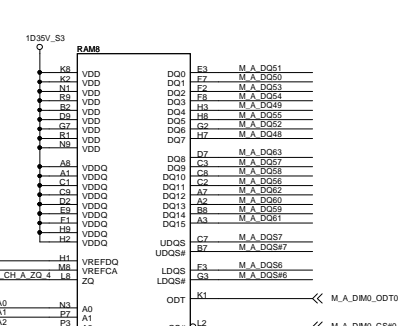 1D35V_S3
RAM8
K8 VDD DQ0 E3 M_A_DQ51
K2 VDD DQ1 F7 M_A_DQ50
N1 VDD DQ2 F2 M_A_DQ53
R9 VDD DQ3 F8 M_A_DQ54
B2 VDD DQ4 H3 M_A_DQ49
D9 VDD DQ5 H8 M_A_DQ55
G7 VDD DQ6 G2 M_A_DQ52
R1 VDD DQ7 H7 M_A_DQ48
N9 VDD
DQ8 D7 M_A_DQ63
A8 VDDQ DQ9 C3 M_A_DQ57
A1 VDDQ DQ10 C8 M_A_DQ58
C1 VDDQ DQ11 C2 M_A_DQ56
C9 VDDQ DQ12 A7 M_A_DQ62
D2 VDDQ DQ13 A2 M_A_DQ60
E9 VDDQ DQ14 B8 M_A_DQ59
F1 VDDQ DQ15 A3 M_A_DQ61
H9 VDDQ
H2 VDDQ UDQS C7 M_A_DQS7
UDQS# B7 M_A_DQS#7
H1 VREFDQ
M8 VREFCA LDQS F3 M_A_DQS6
_CH_A_ZQ_4 L8 ZQ LDQS# G3 M_A_DQS#6
ODT K1 M_A_DIM0_ODT0
A0 N3 A0
A1 P7 A1
A2 P3
L2 M_A_DIM0_CS#0